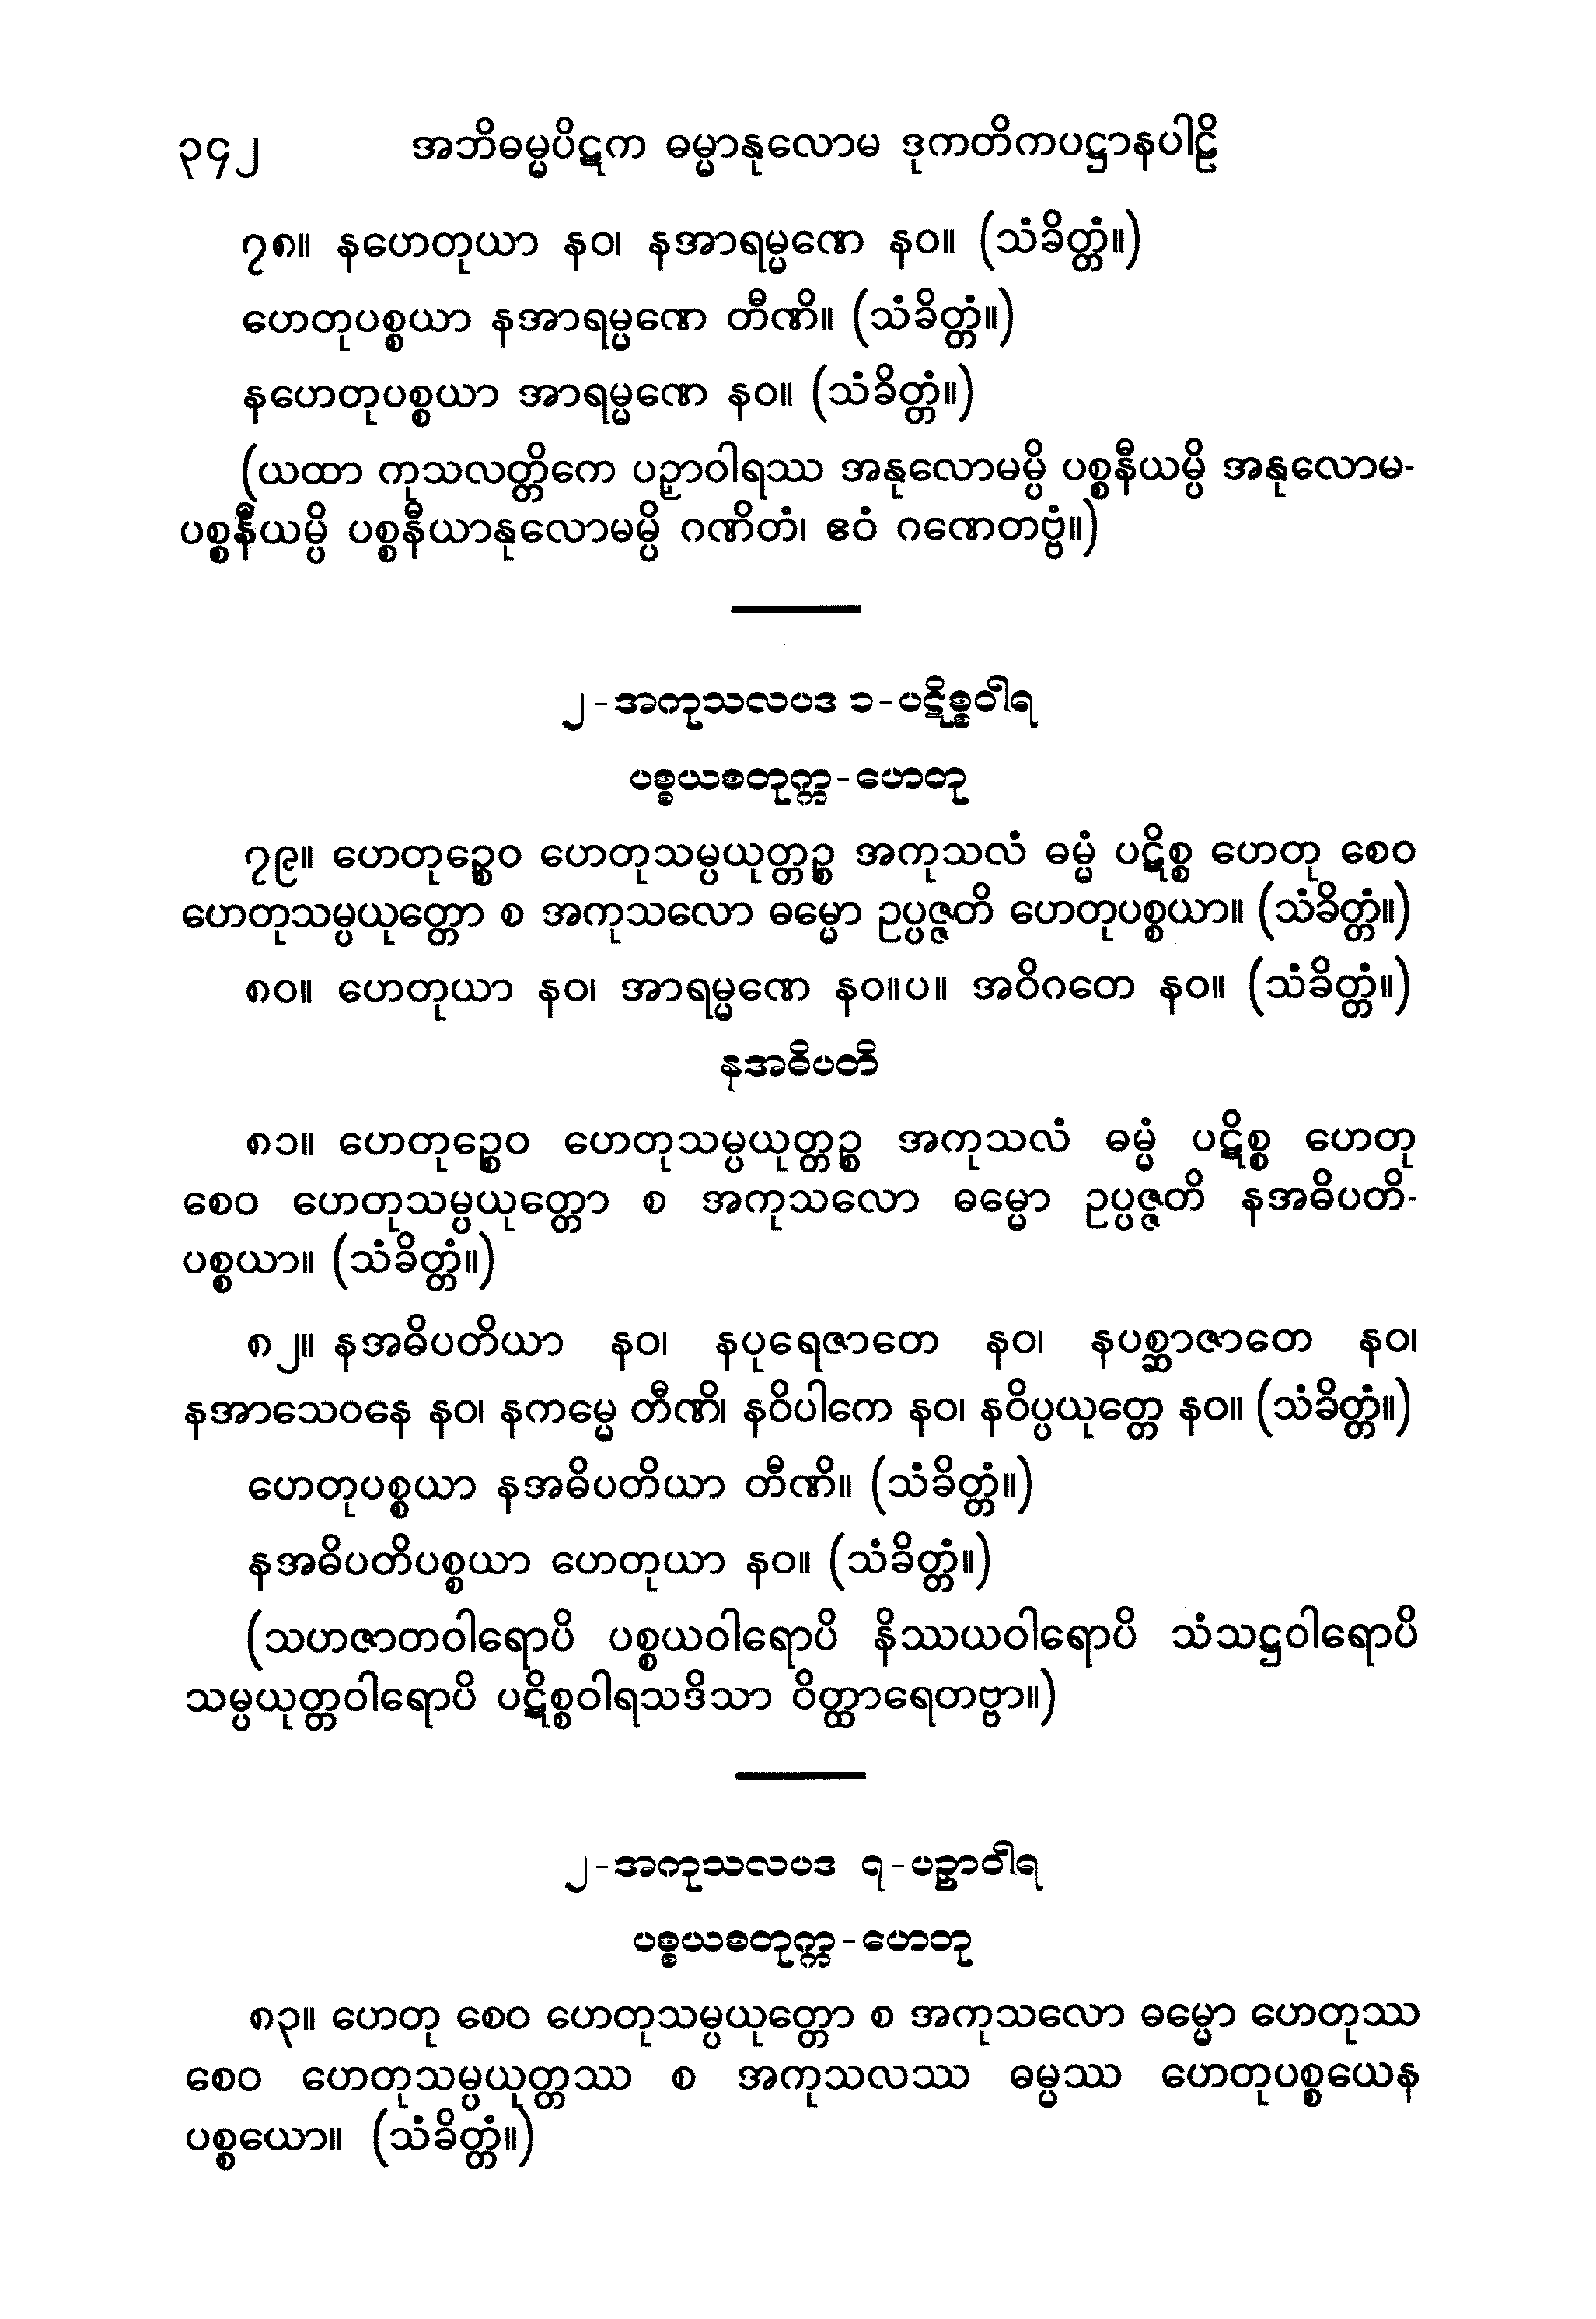 ၃၄၂ အဘိဓမ္မပိဋက ဓမ္မာနုလောမ ဒုကတိကပဋ္ဌာနပါဠိ
၇၈။ နဟေတုယာ နဝ၊ နအာရမ္မဏေ နဝ။ (သံခိတ္တံ။)
ဟေတုပစ္စယာ နအာရမ္မဏေ တီဏိ။ (သံခိတ္တံ။)
နဟေတုပစ္စယာ အာရမ္မဏေ နဝ။ (သံခိတ္တံ။)
(ယထာ ကုသလတ္တိကေ ပဉှာဝါရဿ အနုလောမမ္ပိ ပစ္စနီယမ္ပိ အနုလောမ-
ပစ္စနီယမ္ပိ ပစ္စနီယာနုလောမမ္ပိ ဂဏိတံ၊ ဧဝံ ဂဏေတဗ္ဗံ။)
၂-အကုသလပဒ ၁-ပဋိစ္စဝါရ
ပစ္စယစတုက္က-ဟေတု
၇၉။ ဟေတုဉ္စေဝ ဟေတုသမ္ပယုတ္တဉ္စ အကုသလံ ဓမ္မံ ပဋိစ္စ ဟေတု စေဝ
ဟေတုသမ္ပယုတ္တော စ အကုသလော ဓမ္မော ဥပ္ပဇ္ဇတိ ဟေတုပစ္စယာ။ (သံခိတ္တံ။)
၈၀။ ဟေတုယာ နဝ၊ အာရမ္မဏေ နဝ။ပ။ အဝိဂတေ နဝ။ (သံခိတ္တံ။)
နအဓိပတိ
၈၁။ ဟေတုဉ္စေဝ ဟေတုသမ္ပယုတ္တဉ္စ အကုသလံ ဓမ္မံ ပဋိစ္စ ဟေတု
စေဝ ဟေတုသမ္ပယုတ္တော စ အကုသလော ဓမ္မော ဥပ္ပဇ္ဇတိ နအဓိပတိ-
ပစ္စယာ။ (သံခိတ္တံ။)
၈၂။ နအဓိပတိယာ နဝ၊ နပုရေဇာတေ နဝ၊ နပစ္ဆာဇာတေ နဝ၊
နအာသေဝနေ နဝ၊ နကမ္မေ တီဏိ၊ နဝိပါကေ နဝ၊ နဝိပ္ပယုတ္တေ နဝ။ (သံခိတ္တံ။)
ဟေတုပစ္စယာ နအဓိပတိယာ တီဏိ။ (သံခိတ္တံ။)
နအဓိပတိပစ္စယာ ဟေတုယာ နဝ။ (သံခိတ္တံ။)
(သဟဇာတဝါရောပိ ပစ္စယဝါရောပိ နိဿယဝါရောပိ သံသဋ္ဌဝါရောပိ
သမ္ပယုတ္တဝါရောပိ ပဋိစ္စဝါရသဒိသာ ဝိတ္ထာရေတဗ္ဗာ။)
၂-အကုသလပဒ ၇-ပဉှာဝါရ
ပစ္စယစတုက္က-ဟေတု
၈၃။ ဟေတု စေဝ ဟေတုသမ္ပယုတ္တော စ အကုသလော ဓမ္မော ဟေတုဿ
စေဝ ဟေတုသမ္ပယုတ္တဿ စ အကုသလဿ ဓမ္မဿ ဟေတုပစ္စယေန
ပစ္စယော။ (သံခိတ္တံ။)